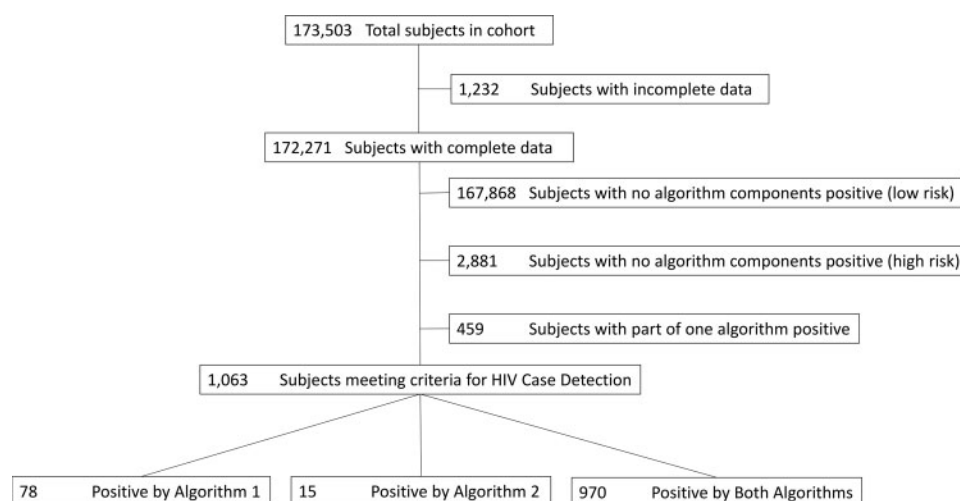 173,503 Total subjects in cohort
1,232 Subjects with incomplete data
172,271 Subjects with complete data
167,868 Subjects with no algorithm components positive (low risk)
2,881 Subjects with no algorithm components positive (high risk)
459 Subjects with part of one algorithm positive
1,063 Subjects meeting criteria for HIV Case Detection
78 Positive by Algorithm 1
15 Positive by Algorithm 2
970 Positive by Both Algorithms